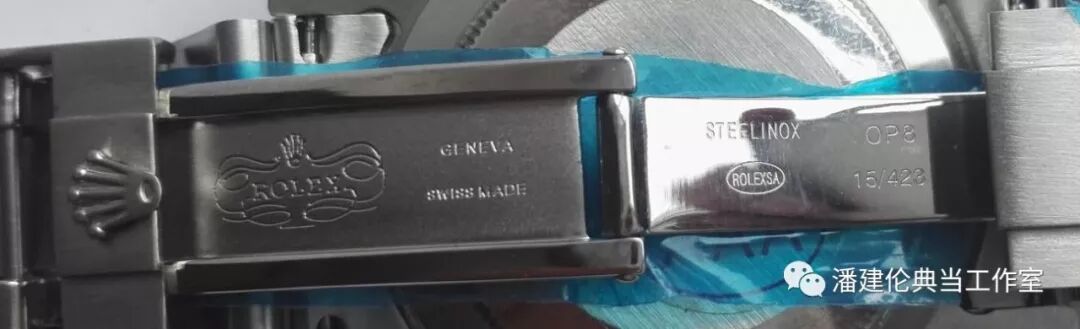 ROLEX
GENEVA
SWISS MADE
STEELINOX
OP8
ROLEXSA
15/423
潘建伦典当工作室